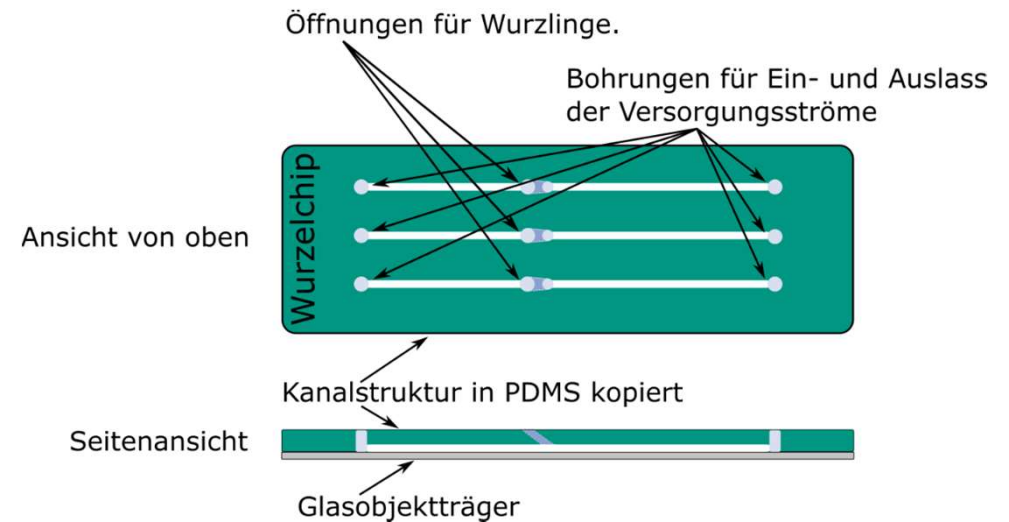 Öffnungen für Wurzlinge.
Bohrungen für Ein- und Auslass
der Versorgungsströme
Wurzelchip
Ansicht von oben
Kanalstruktur in PDMS kopiert
Seitenansicht
Glasobjektträger